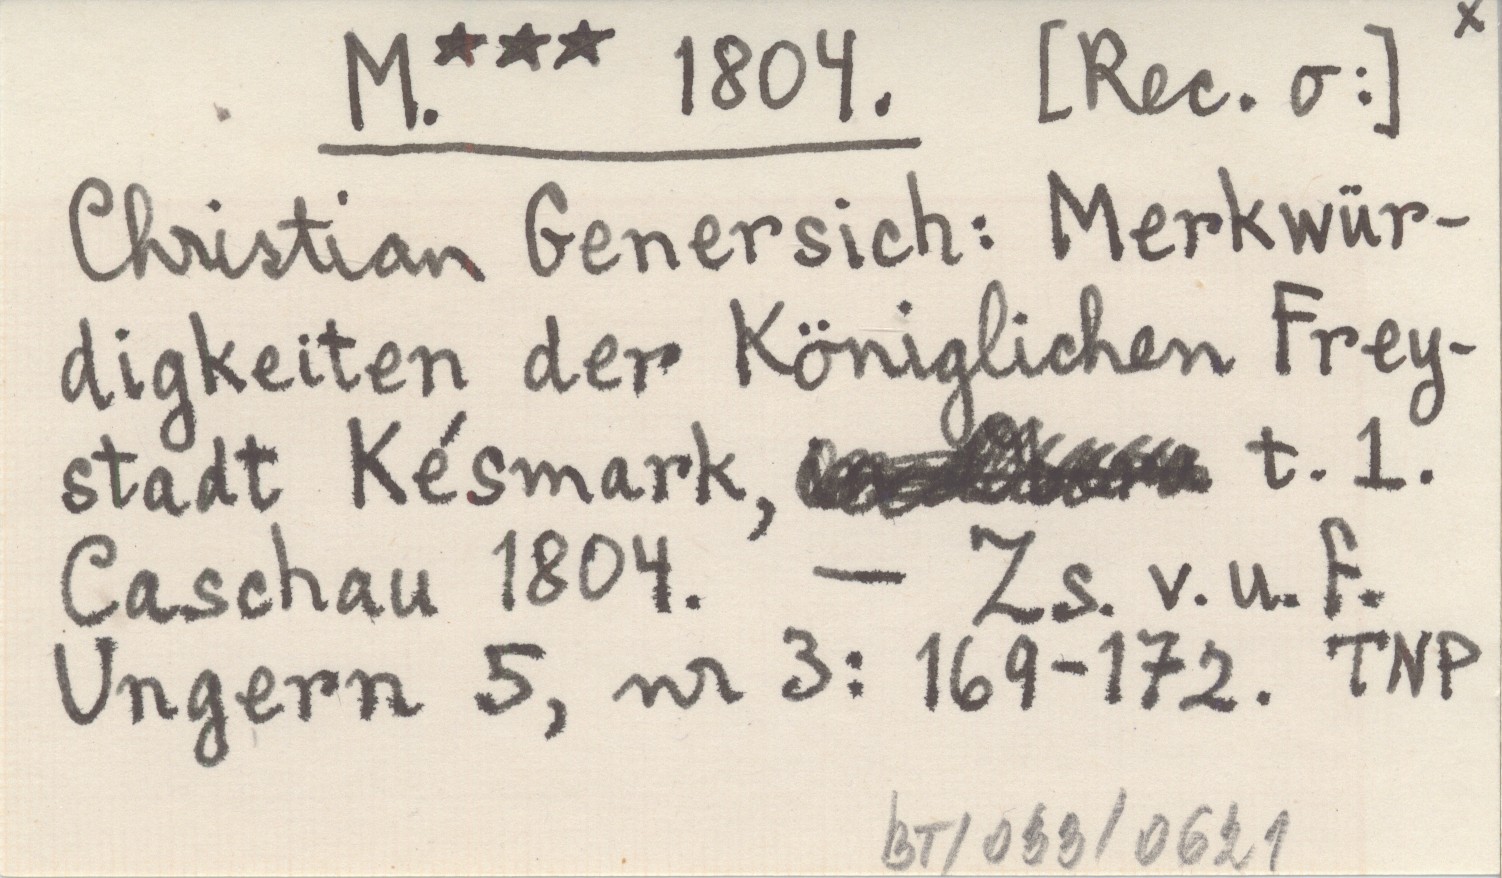 x
M.*** 1804. [Rec. o:]
Christian Genersich: Merkwür-
digkeiten der Königlichen Frey-
stadt Késmark, t. 1.
Caschau 1804. — Zs. v. u. f.
Ungern 5, nr 3: 169-172. TNP
BT/033/0621